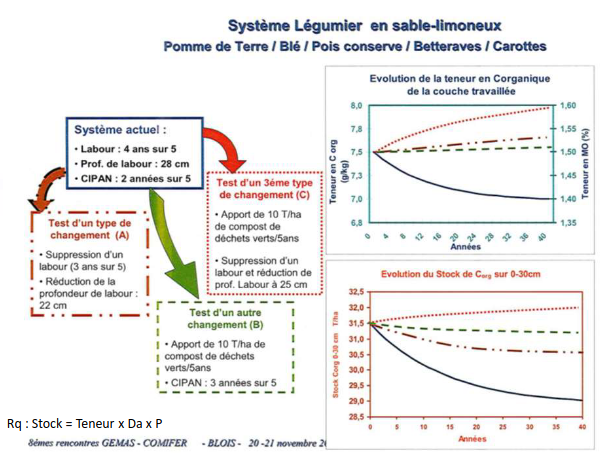 Système Légumier en sable-limoneux
Pomme de Terre / Blé / Pois conserve / Betteraves / Carottes
Système actuel :
• Labour : 4 ans sur 5
• Prof. de labour : 28 cm
• CIPAN : 2 années sur 5
Test d'un type de
changement (A)
• Suppression d'un
labour (3 ans sur 5)
• Réduction de la
profondeur de labour :
22 cm
Test d'un 3éme type
de changement (C)
• Apport de 10 T/ha
de compost de
déchets verts/5ans
• Suppression d'un
labour et réduction de
prof. Labour à 25 cm
Test d'un autre
changement (B)
• Apport de 10 T/ha de
compost de déchets
verts/5ans
• CIPAN : 3 années sur 5
Evolution de la teneur en Corganique
de la couche travaillée
Teneur en C org
(g/kg)
8,0
7,7
7,4
7,1
6,8
1,60
1,55
1,50
1,45
1,40
1,35
Teneur en MO (%)
0 4 8 12 16 20 24 28 32 36 40
Années
Evolution du Stock de Corg sur 0-30cm
Stock Corg 0-30 cm T/ha
32,5
32,0
31,5
31,0
30,5
30,0
29,5
29,0
28,5
0 5 10 15 20 25 30 35 40
Années
Rq : Stock = Teneur x Da x P
8émes rencontres GEMAS - COMIFER - BLOIS - 20 -21 novembre 20